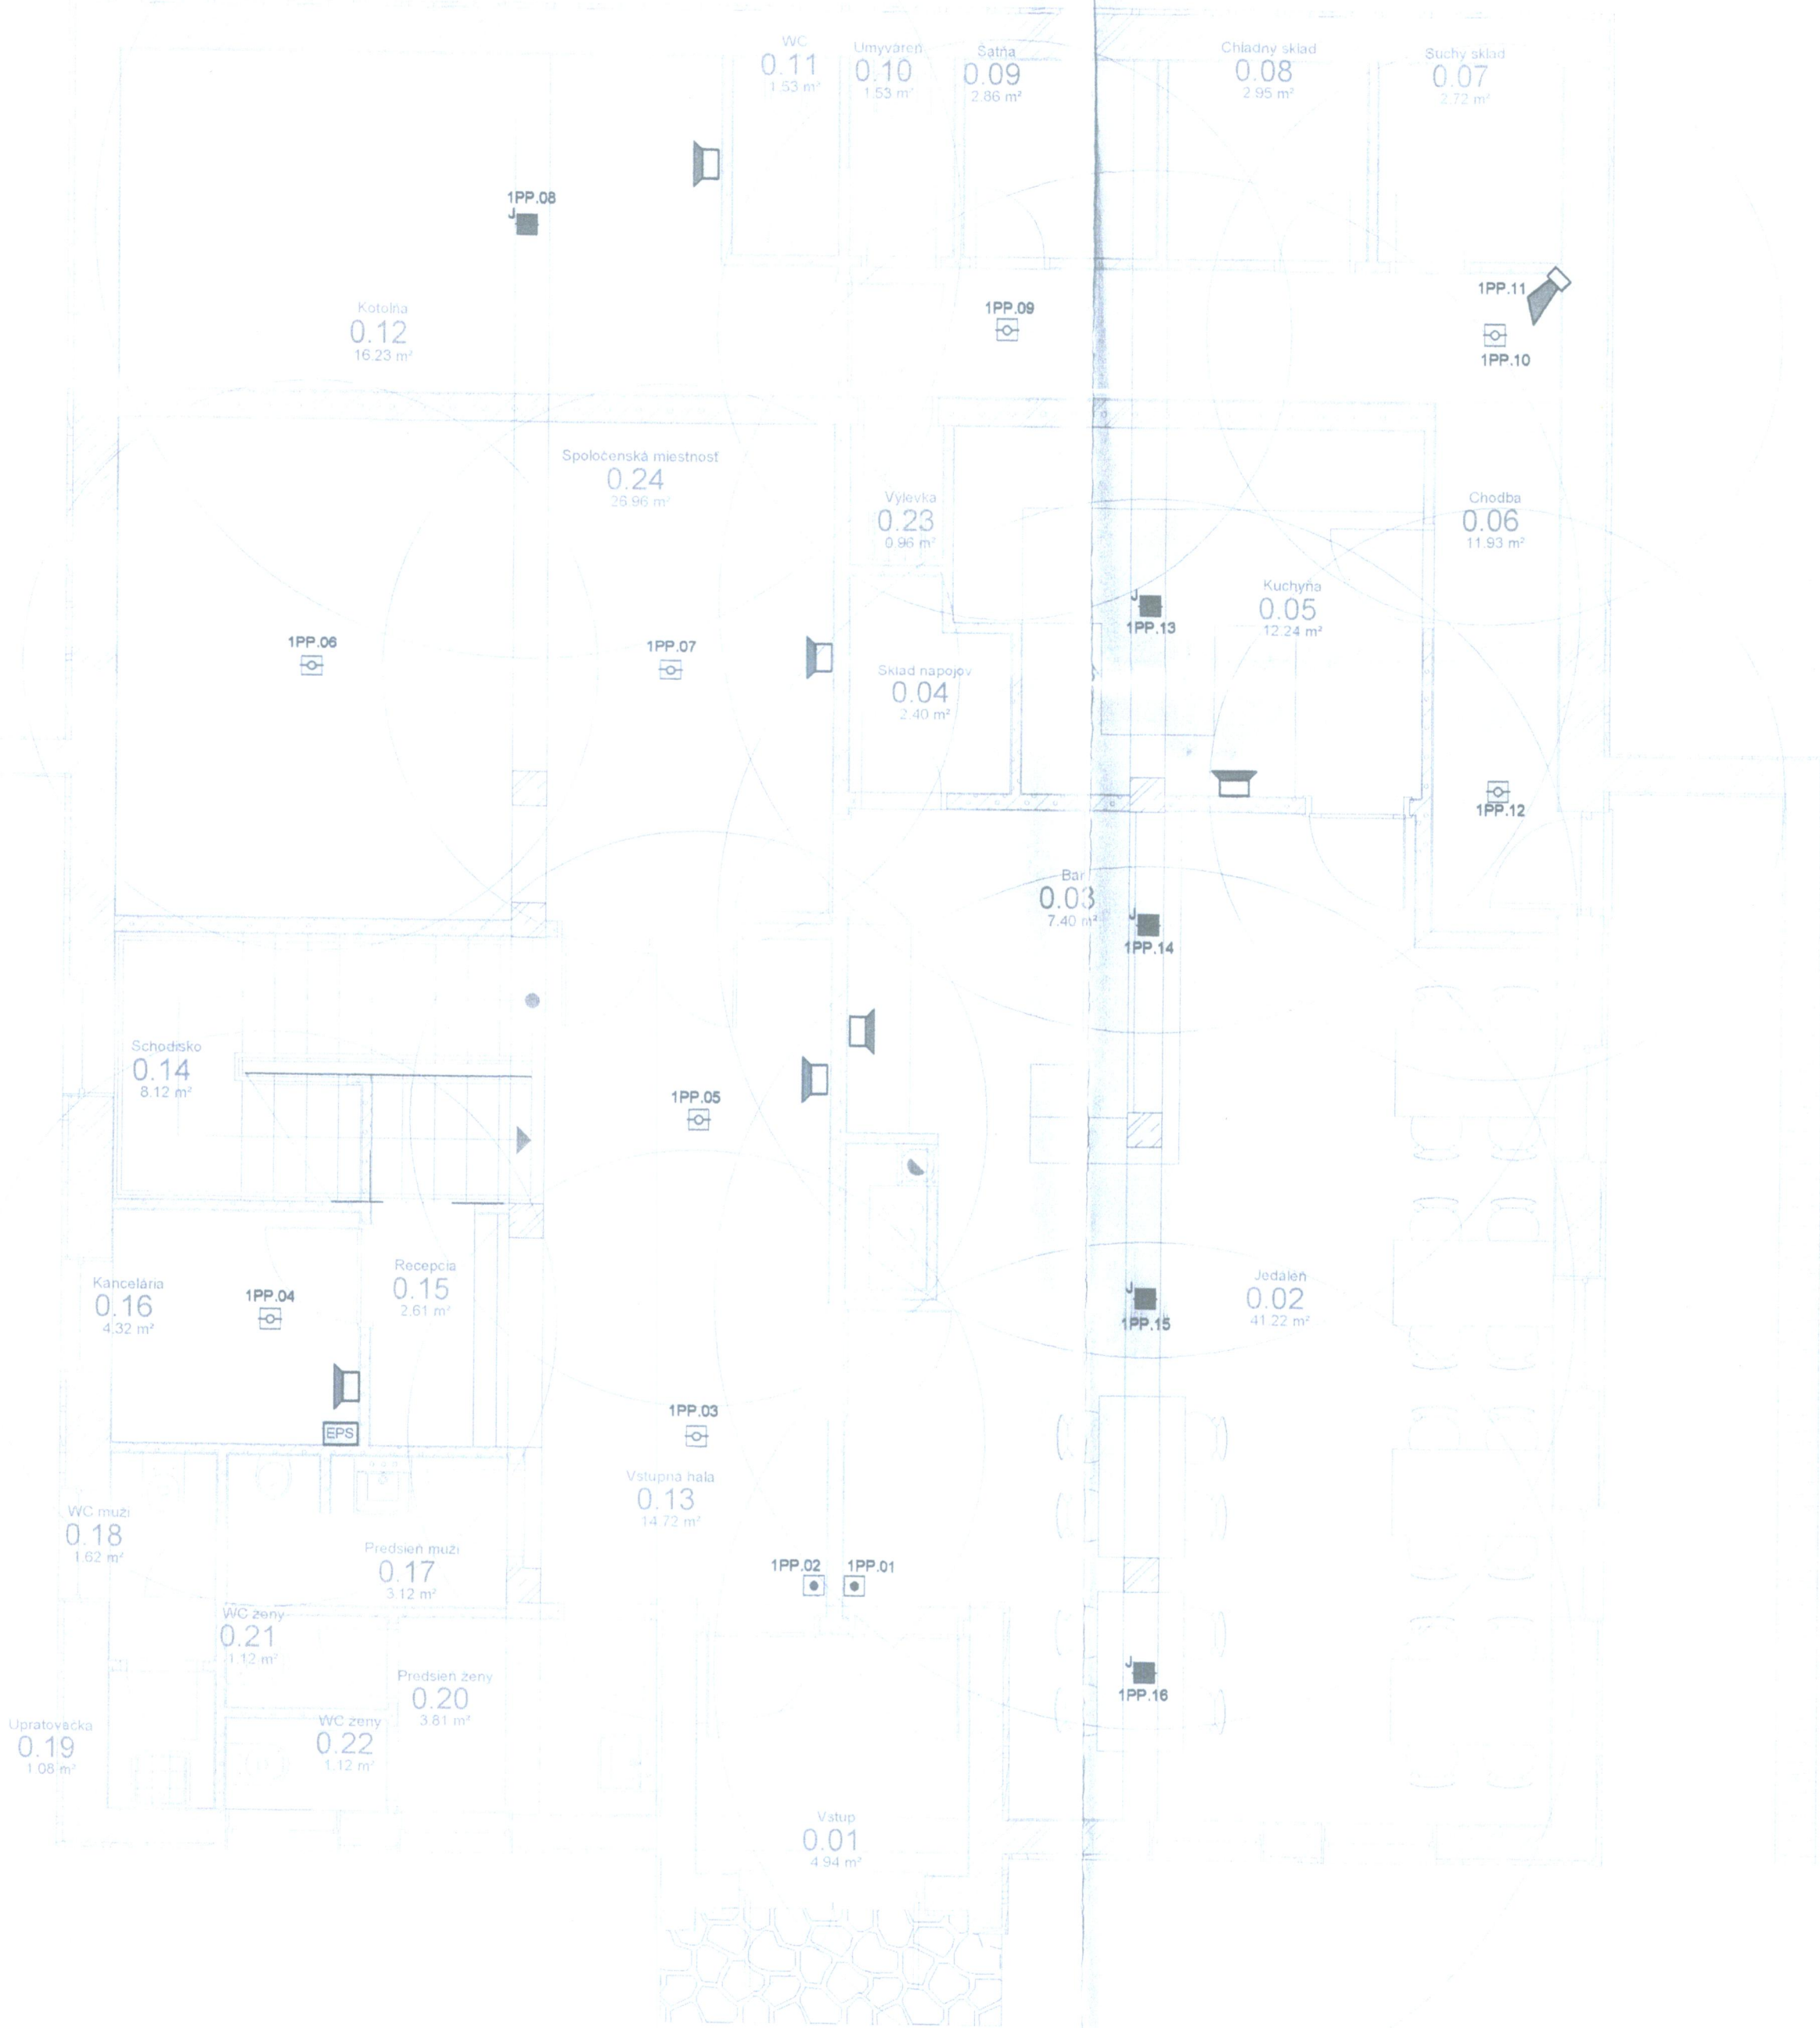 WC
0.11
1.53 m²
Umyváreň
0.10
1.53 m²
Šatňa
0.09
2.86 m²
Chladny sklad
0.08
2.95 m²
Suchy sklad
0.07
2.72 m²
1PP.08
J
Kotolňa
0.12
16.23 m²
1PP.09
1PP.11
1PP.10
Spoločenská miestnosť
0.24
26.96 m²
Vylevka
0.23
0.96 m²
Chodba
0.06
11.93 m²
Kuchyňa
0.05
12.24 m²
J
1PP.13
1PP.06
1PP.07
Sklad napojov
0.04
2.40 m²
1PP.12
Bar
0.03
7.40 m²
J
1PP.14
Schodisko
0.14
8.12 m²
1PP.05
Kancelária
0.16
4.32 m²
1PP.04
Recepcia
0.15
2.61 m²
Jedáleň
0.02
41.22 m²
J
1PP.15
EPS
1PP.03
Vstupná hala
0.13
14.72 m²
WC muži
0.18
1.62 m²
Predsieň muži
0.17
3.12 m²
1PP.02
1PP.01
WC ženy
0.21
1.12 m²
Predsieň ženy
0.20
3.81 m²
J
1PP.16
Upratovačka
0.19
1.08 m²
WC ženy
0.22
1.12 m²
Vstup
0.01
4.94 m²